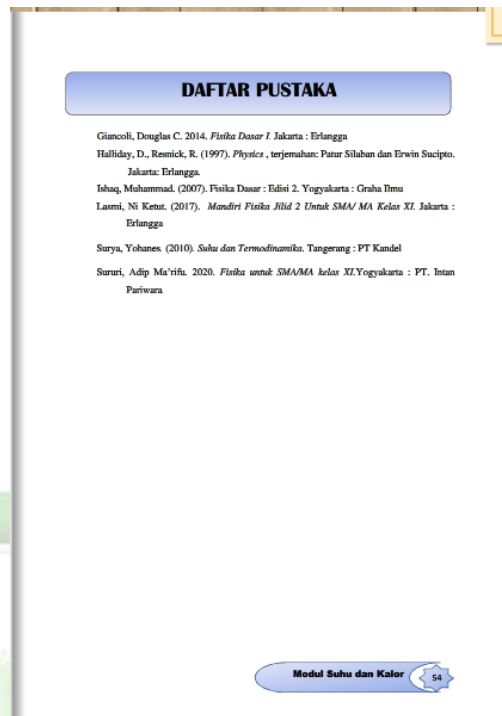 DAFTAR PUSTAKA
Giancoli, Douglas C. 2014. Fisika Dasar I. Jakarta : Erlangga
Halliday, D., Resnick, R. (1997). Physics , terjemahan: Patur Silaban dan Erwin Sucipto.
Jakarta: Erlangga.
Ishaq, Muhammad. (2007). Fisika Dasar : Edisi 2. Yogyakarta : Graha Ilmu
Lasmi, Ni Ketut. (2017). Mandiri Fisika Jilid 2 Untuk SMA/ MA Kelas XI. Jakarta :
Erlangga
Surya, Yohanes. (2010). Suhu dan Termodinamika. Tangerang : PT Kandel
Sururi, Adip Ma'rifu. 2020. Fisika untuk SMA/MA kelas XI.Yogyakarta : PT. Intan
Pariwara
Modul Suhu dan Kalor
54